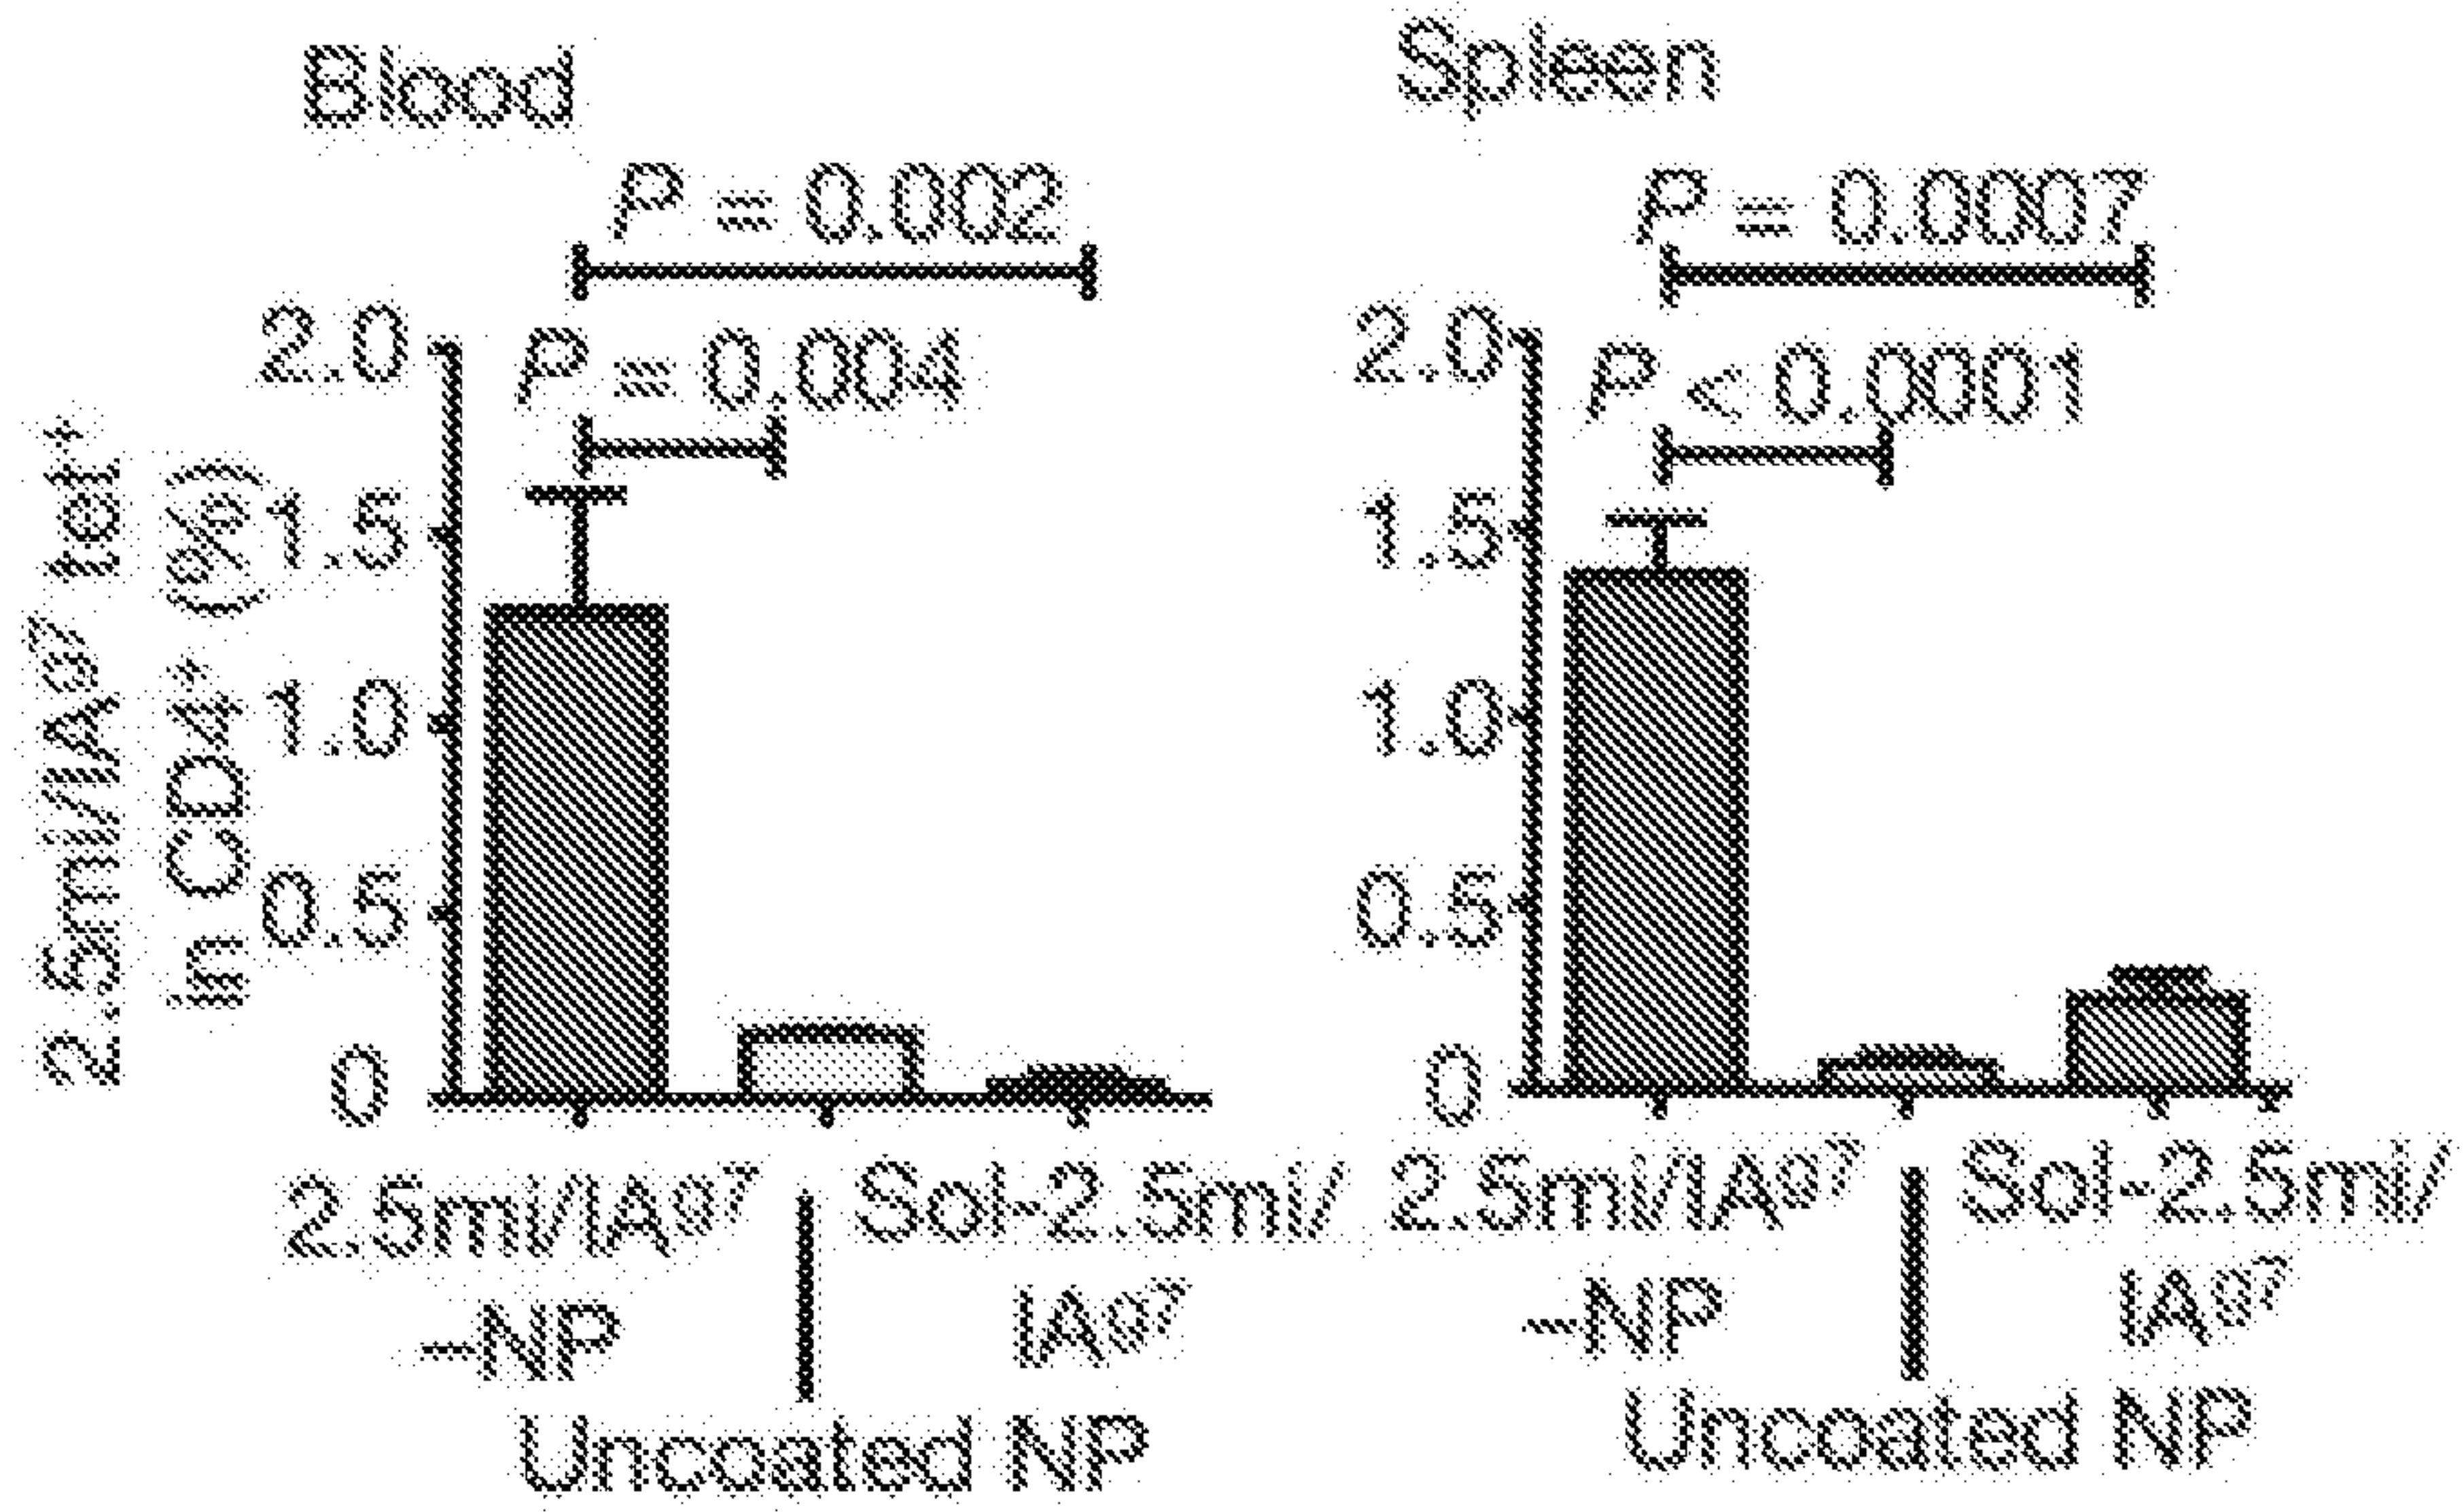 Blood
P = 0.002
P = 0.004
2.5mi/IAg7 tet+
in CD4+ (%)
2.0
1.5
1.0
0.5
0
2.5mi/IAg7
–NP
Uncoated NP
Sol-2.5mi/
IAg7
Spleen
P = 0.0007
P < 0.0001
2.0
1.5
1.0
0.5
0
2.5mi/IAg7
–NP
Uncoated NP
Sol-2.5mi/
IAg7